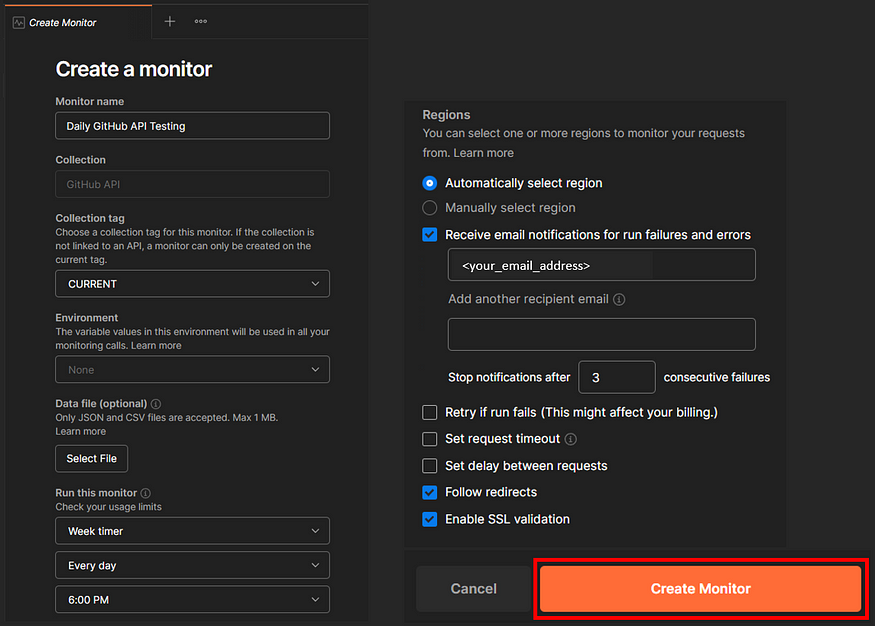 Create Monitor
Create a monitor
Monitor name
Daily GitHub API Testing
Collection
GitHub API
Collection tag
Choose a collection tag for this monitor. If the collection is
not linked to an API, a monitor can only be created on the
current tag.
CURRENT
Environment
The variable values in this environment will be used in all your
monitoring calls. Learn more
None
Data file (optional)
Only JSON and CSV files are accepted. Max 1 MB.
Learn more
Select File
Run this monitor
Check your usage limits
Week timer
Every day
6:00 PM
Regions
You can select one or more regions to monitor your requests
from. Learn more
Automatically select region
Manually select region
Receive email notifications for run failures and errors
<your_email_address>
Add another recipient email
Stop notifications after 3 consecutive failures
Retry if run fails (This might affect your billing.)
Set request timeout
Set delay between requests
Follow redirects
Enable SSL validation
Cancel
Create Monitor